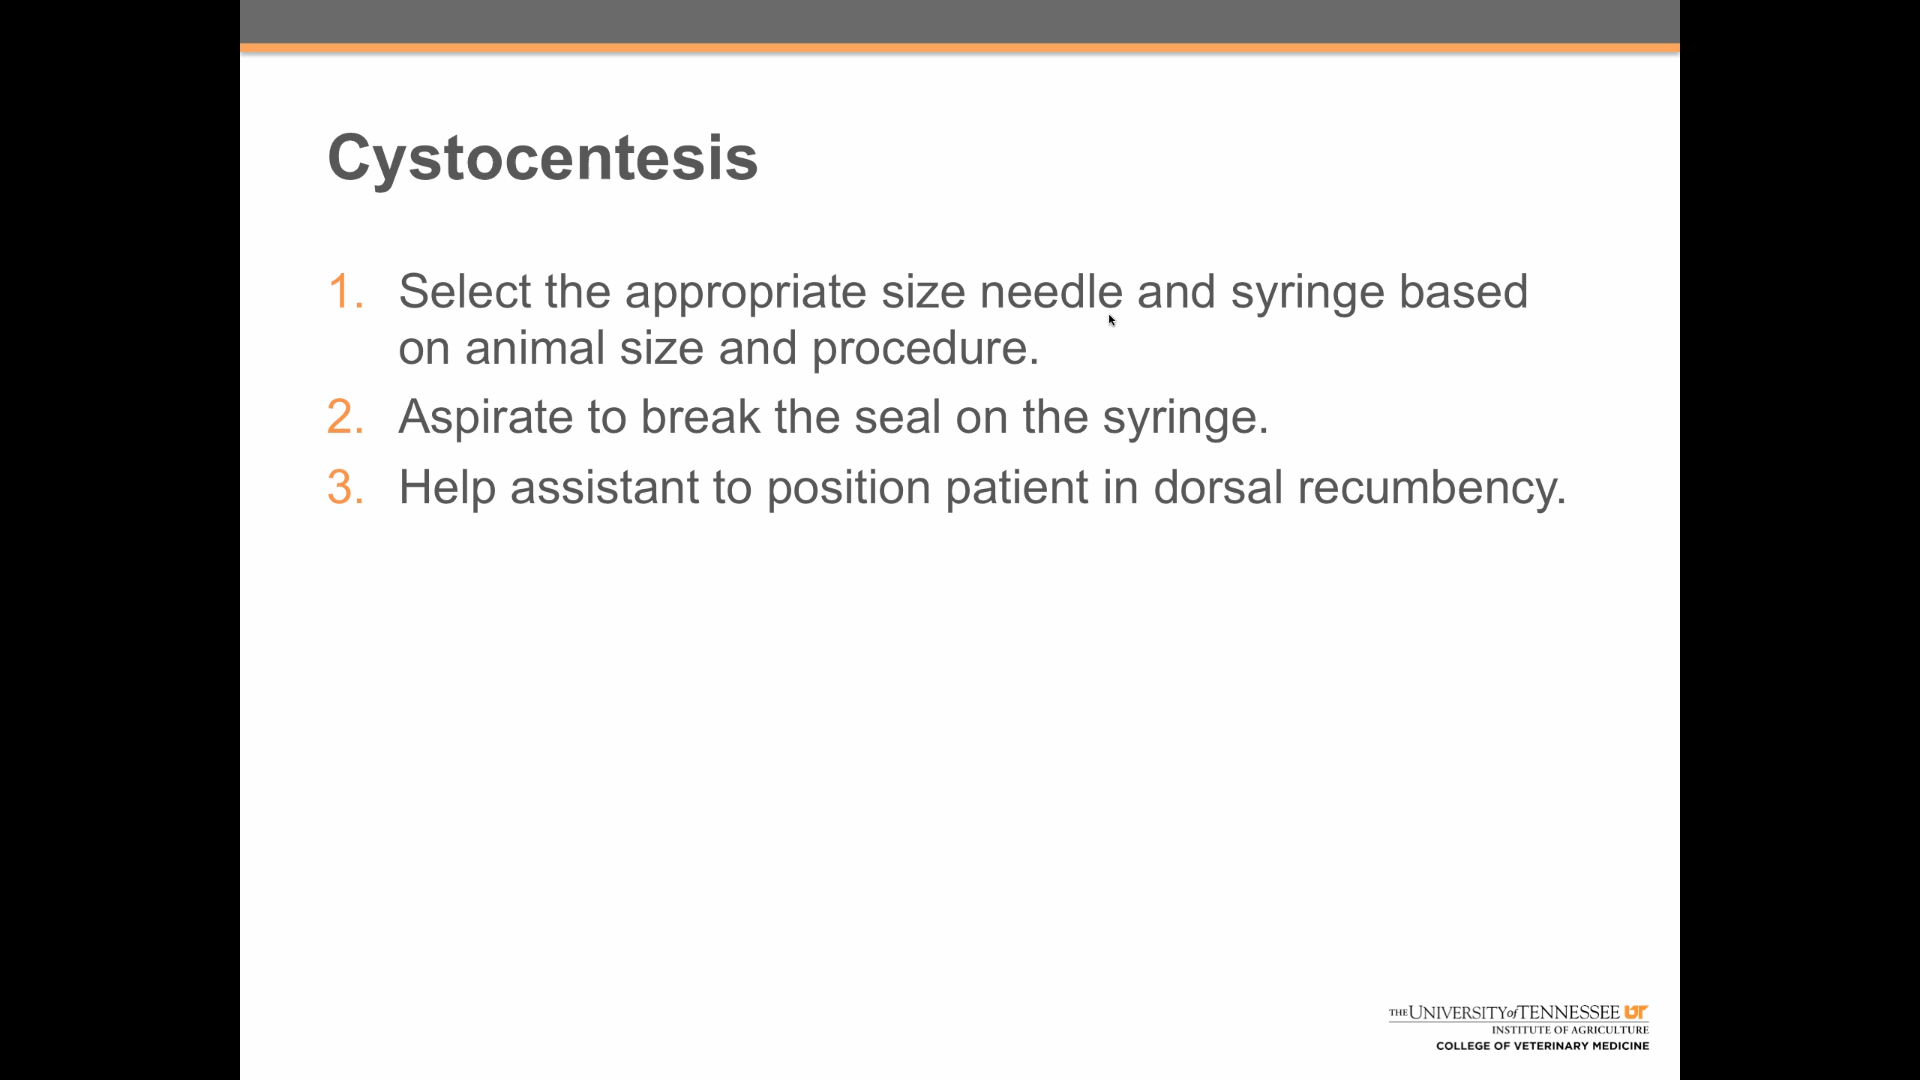 Cystocentesis
1. Select the appropriate size needle and syringe based
on animal size and procedure.
2. Aspirate to break the seal on the syringe.
3. Help assistant to position patient in dorsal recumbency.
THE UNIVERSITY of TENNESSEE UT
INSTITUTE OF AGRICULTURE
COLLEGE OF VETERINARY MEDICINE